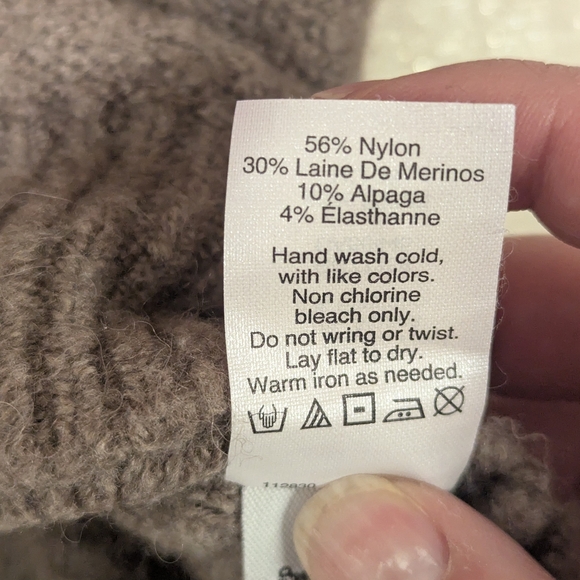 56% Nylon
30% Laine De Merinos
10% Alpaga
4% Élasthanne
Hand wash cold,
with like colors.
Non chlorine
bleach only.
Do not wring or twist.
Lay flat to dry.
Warm iron as needed.